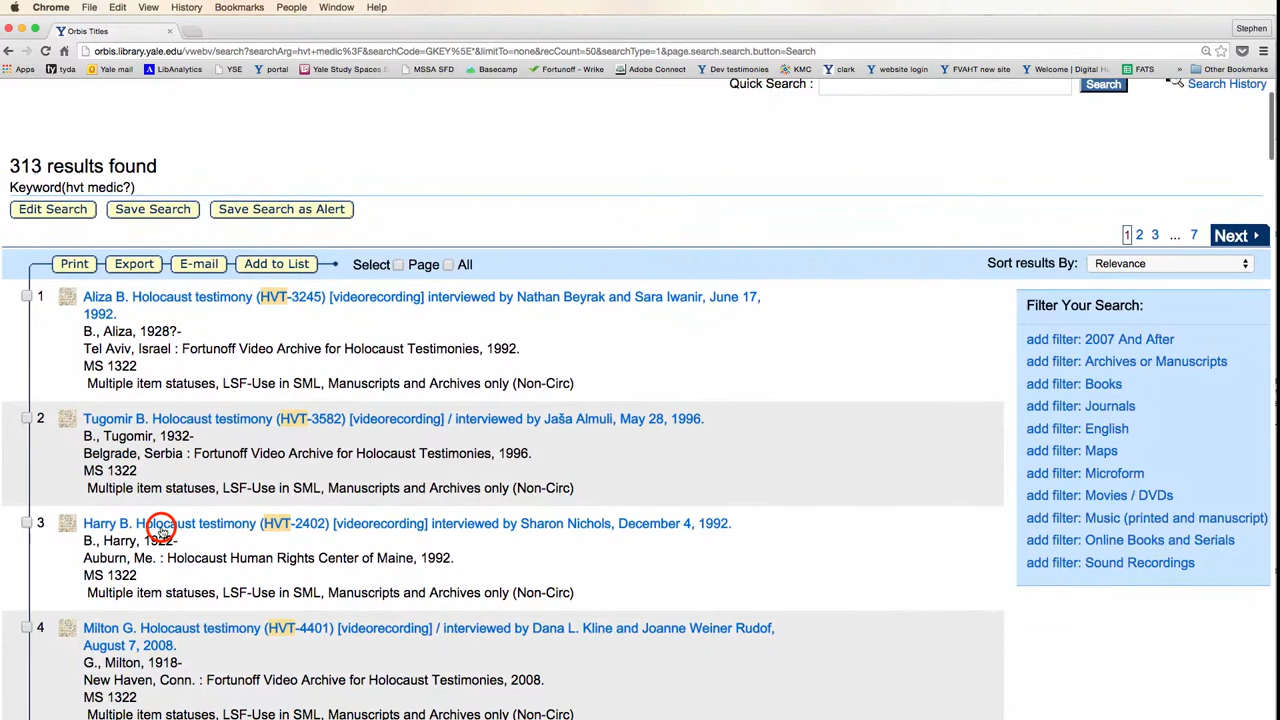 Chrome File Edit View History Bookmarks People Window Help
Orbis Titles
Stephen
orbis.library.yale.edu/vwebv/search?searchArg=hvt+medic%3F&searchCode=GKEY%5E*&limitTo=none&recCount=50&searchType=1&page.search.search.button=Search
Apps tyda Yale mail LibAnalytics YSE portal Yale Study Spaces MSSA SFD Basecamp Fortunoff - Wrike Adobe Connect Dev testimonies KMC clark website login FVAHT new site Welcome | Digital H FATS » Other Bookmarks
Quick Search : Search Search History
313 results found
Keyword(hvt medic?)
Edit Search Save Search Save Search as Alert
1 2 3 ... 7 Next
Print Export E-mail Add to List Select Page All Sort results By: Relevance
1 Aliza B. Holocaust testimony (HVT-3245) [videorecording] interviewed by Nathan Beyrak and Sara Iwanir, June 17,
1992.
B., Aliza, 1928?-
Tel Aviv, Israel : Fortunoff Video Archive for Holocaust Testimonies, 1992.
MS 1322
Multiple item statuses, LSF-Use in SML, Manuscripts and Archives only (Non-Circ)
2 Tugomir B. Holocaust testimony (HVT-3582) [videorecording] / interviewed by Jaša Almuli, May 28, 1996.
B., Tugomir, 1932-
Belgrade, Serbia : Fortunoff Video Archive for Holocaust Testimonies, 1996.
MS 1322
Multiple item statuses, LSF-Use in SML, Manuscripts and Archives only (Non-Circ)
3 Harry B. Holocaust testimony (HVT-2402) [videorecording] interviewed by Sharon Nichols, December 4, 1992.
B., Harry, 1922-
Auburn, Me. : Holocaust Human Rights Center of Maine, 1992.
MS 1322
Multiple item statuses, LSF-Use in SML, Manuscripts and Archives only (Non-Circ)
4 Milton G. Holocaust testimony (HVT-4401) [videorecording] / interviewed by Dana L. Kline and Joanne Weiner Rudof,
August 7, 2008.
G., Milton, 1918-
New Haven, Conn. : Fortunoff Video Archive for Holocaust Testimonies, 2008.
MS 1322
Multiple item statuses, LSF-Use in SML, Manuscripts and Archives only (Non-Circ)
Filter Your Search:
add filter: 2007 And After
add filter: Archives or Manuscripts
add filter: Books
add filter: Journals
add filter: English
add filter: Maps
add filter: Microform
add filter: Movies / DVDs
add filter: Music (printed and manuscript)
add filter: Online Books and Serials
add filter: Sound Recordings